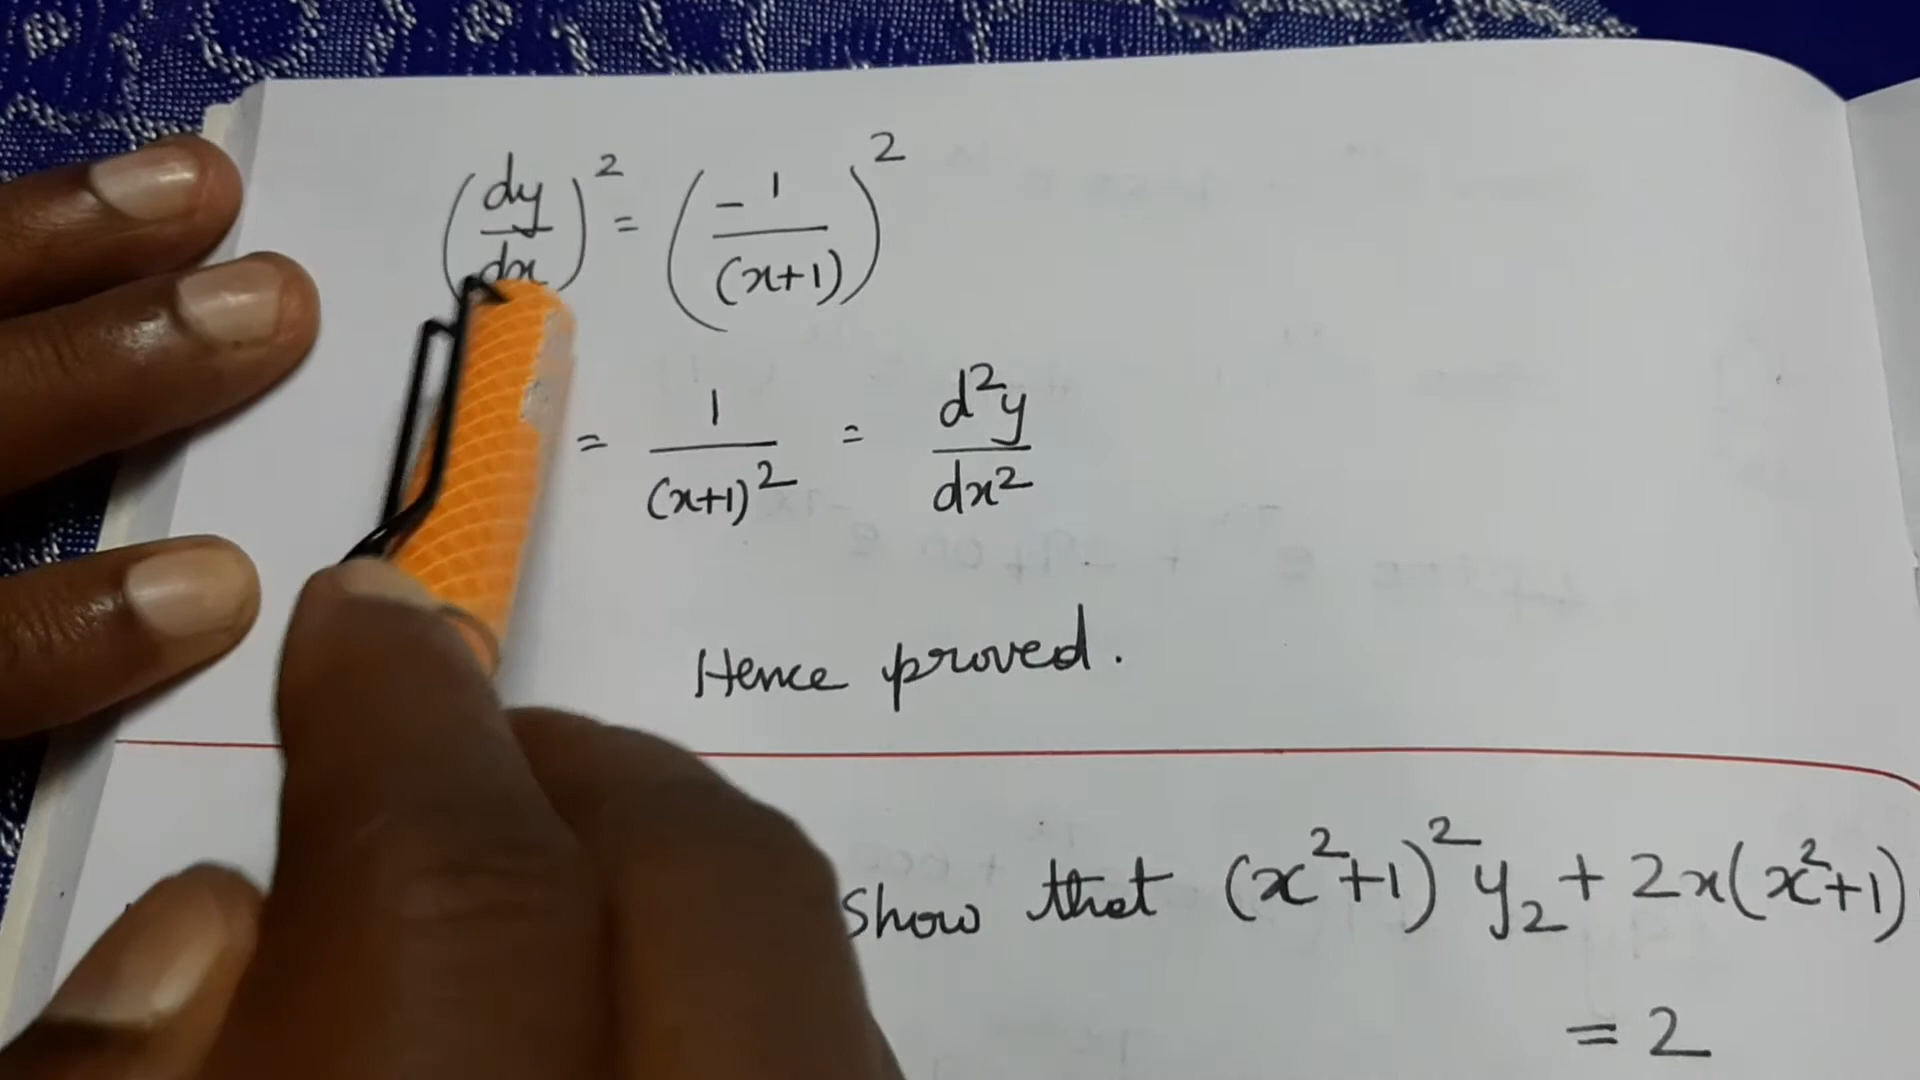 (dy/dx)² = (-1/(x+1))²
= 1/(x+1)² = d²y/dx²
Hence proved.
Show that (x²+1)² y₂ + 2x(x²+1)
= 2